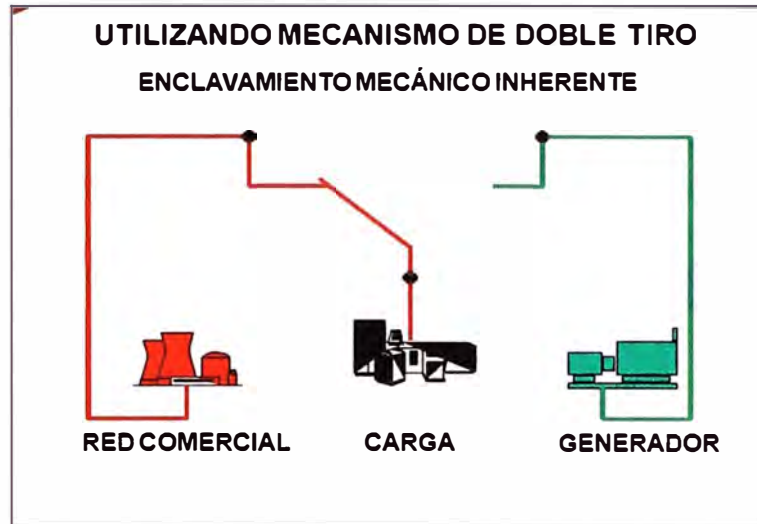 UTILIZANDO MECANISMO DE DOBLE TIRO
ENCLAVAMIENTO MECÁNICO INHERENTE
RED COMERCIAL CARGA GENERADOR